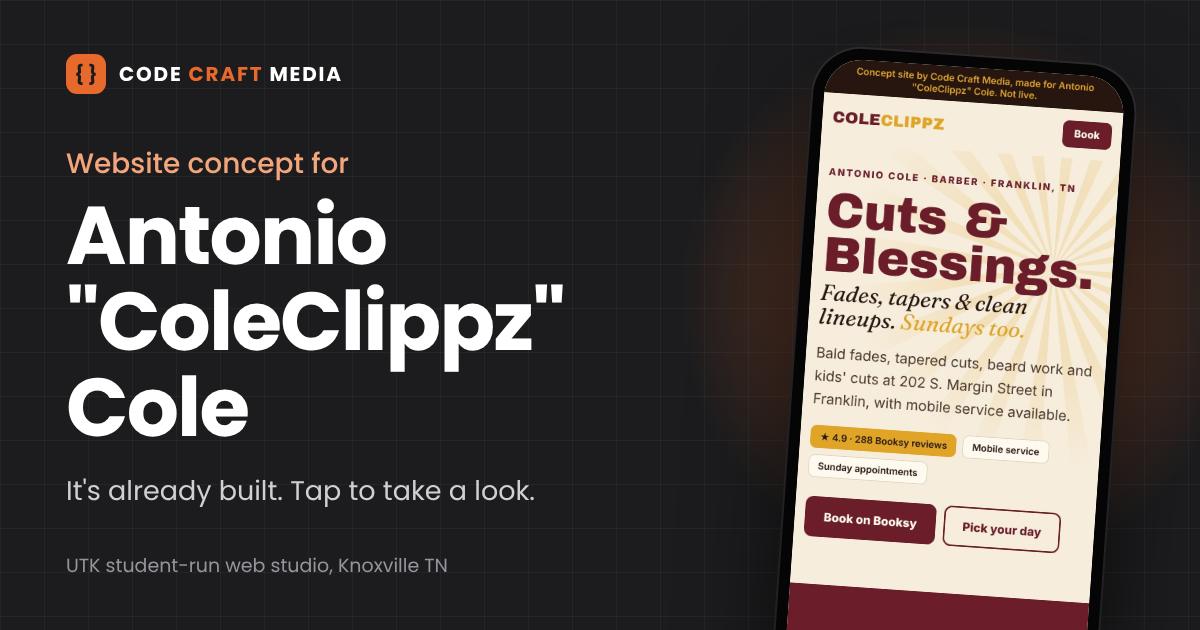 { } CODE CRAFT MEDIA
Website concept for
Antonio
"ColeClippz"
Cole
It's already built. Tap to take a look.
UTK student-run web studio, Knoxville TN
Concept site by Code Craft Media, made for Antonio
"ColeClippz" Cole. Not live.
COLECLIPPZ
Book
ANTONIO COLE · BARBER · FRANKLIN, TN
Cuts &
Blessings.
Fades, tapers & clean
lineups. Sundays too.
Bald fades, tapered cuts, beard work and
kids' cuts at 202 S. Margin Street in
Franklin, with mobile service available.
★ 4.9 · 288 Booksy reviews
Mobile service
Sunday appointments
Book on Booksy
Pick your day